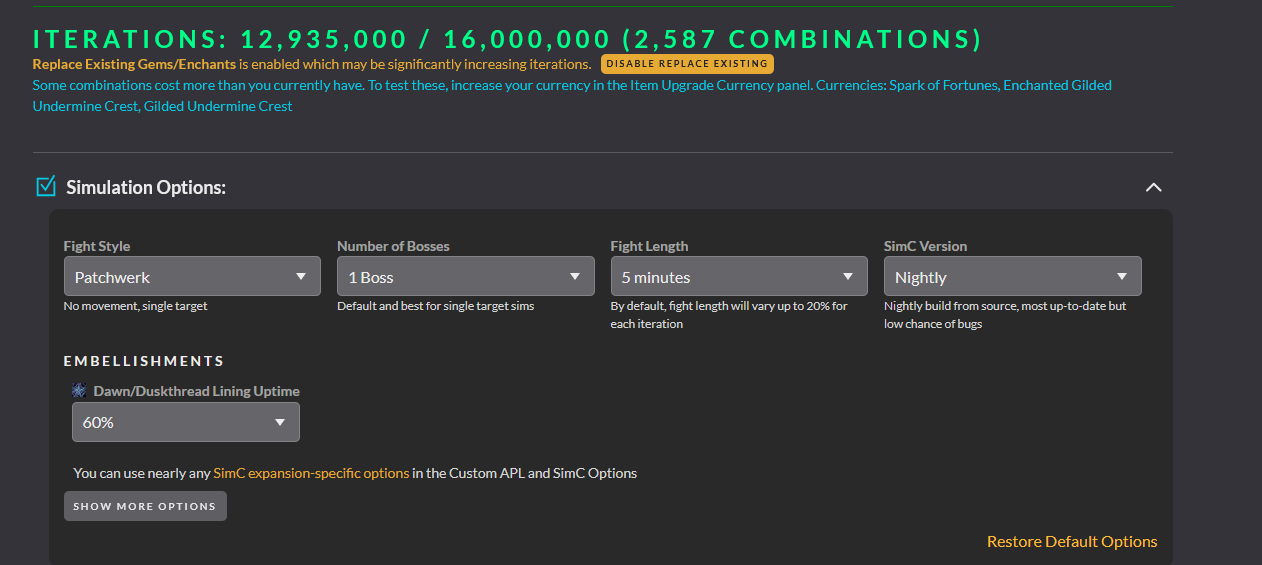 ITERATIONS: 12,935,000 / 16,000,000 (2,587 COMBINATIONS)
Replace Existing Gems/Enchants is enabled which may be significantly increasing iterations. DISABLE REPLACE EXISTING
Some combinations cost more than you currently have. To test these, increase your currency in the Item Upgrade Currency panel. Currencies: Spark of Fortunes, Enchanted Gilded
Undermine Crest, Gilded Undermine Crest
Simulation Options:
Fight Style Number of Bosses Fight Length SimC Version
Patchwerk 1 Boss 5 minutes Nightly
No movement, single target Default and best for single target sims By default, fight length will vary up to 20% for Nightly build from source, most up-to-date but
each iteration low chance of bugs
EMBELLISHMENTS
Dawn/Duskthread Lining Uptime
60%
You can use nearly any SimC expansion-specific options in the Custom APL and SimC Options
SHOW MORE OPTIONS
Restore Default Options